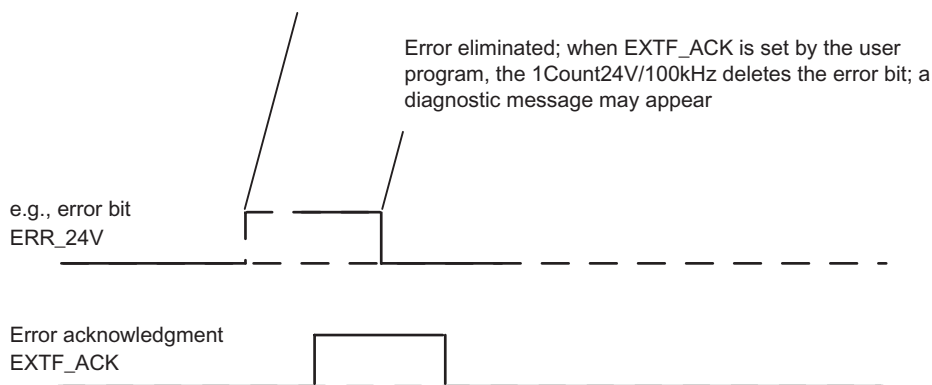 Error eliminated; when EXTF_ACK is set by the user
program, the 1Count24V/100kHz deletes the error bit; a
diagnostic message may appear
e.g., error bit
ERR_24V
Error acknowledgment
EXTF_ACK